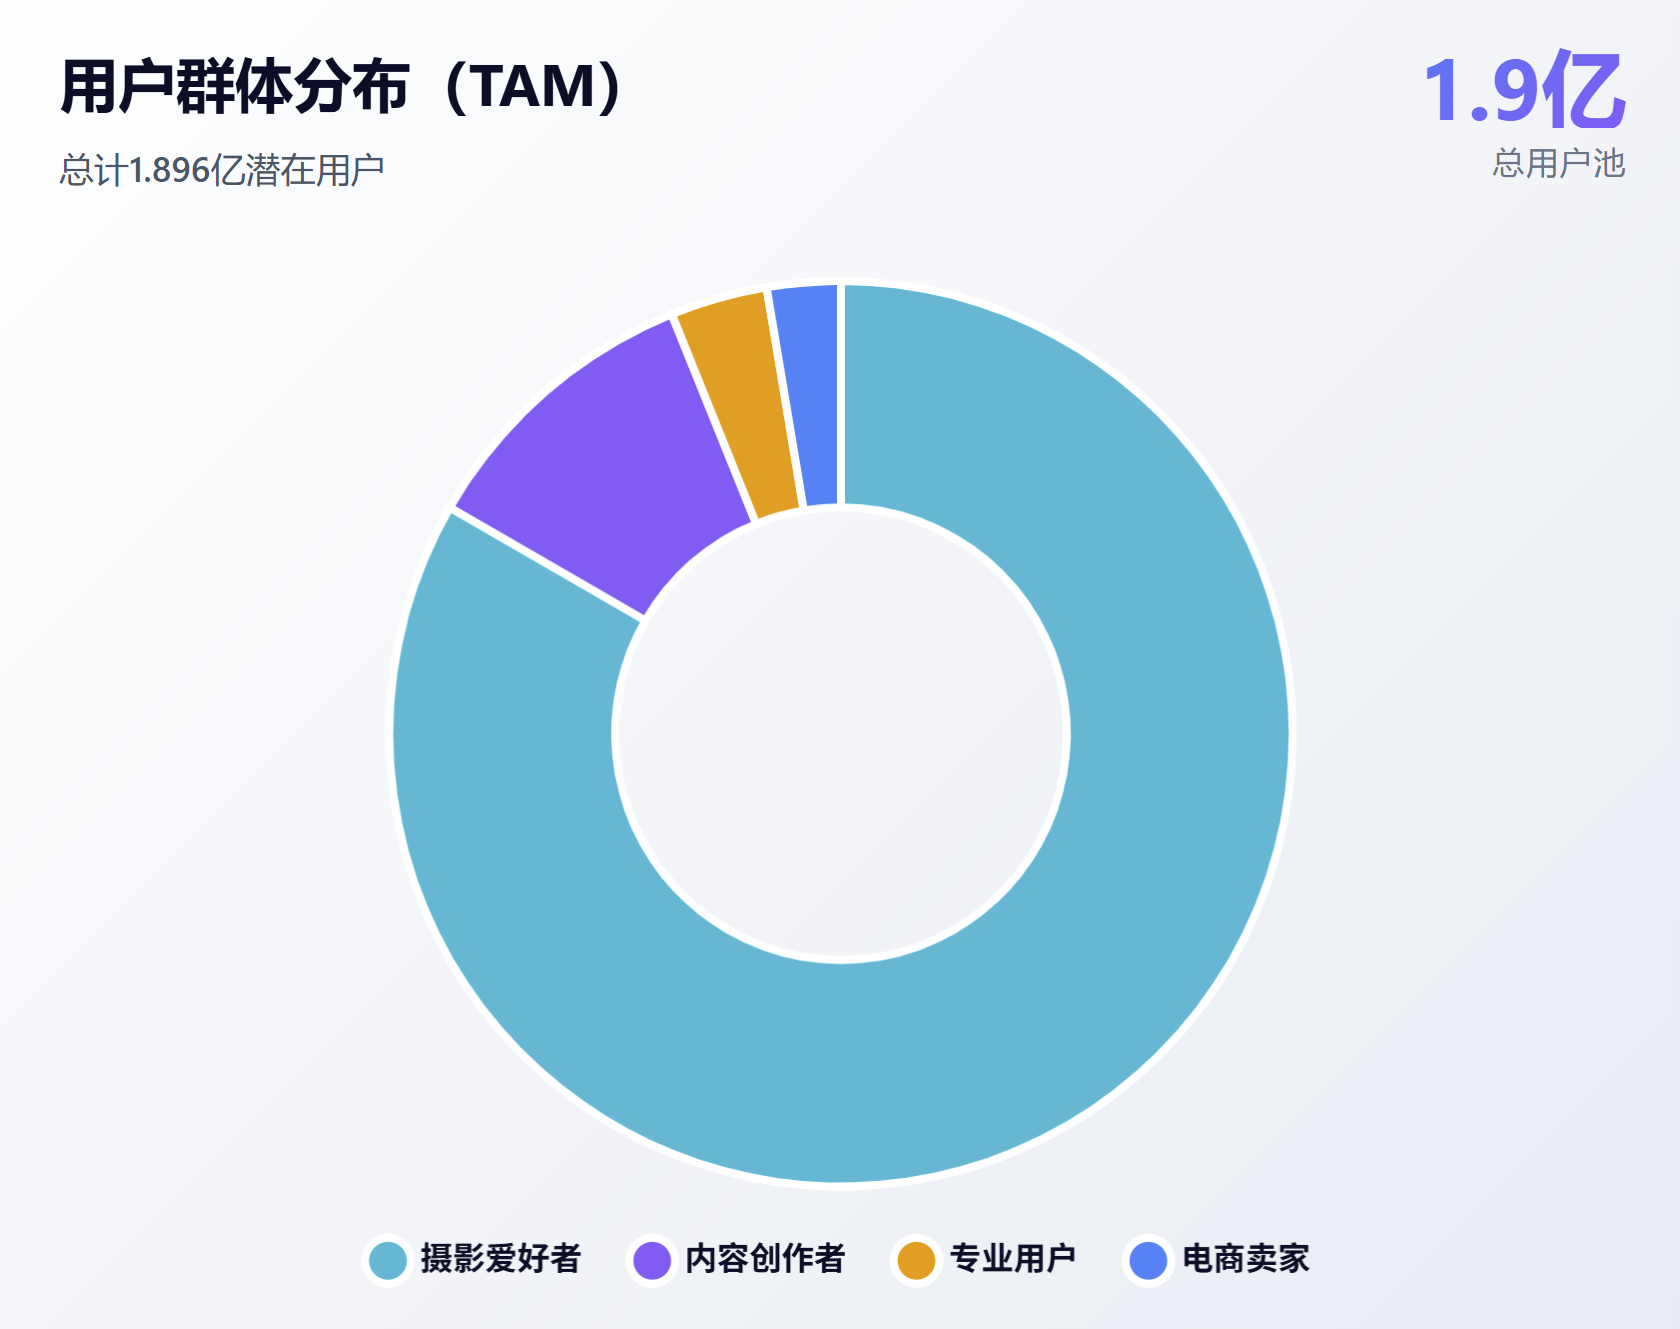 用户群体分布（TAM）
总计1.896亿潜在用户
1.9亿
总用户池
摄影爱好者
内容创作者
专业用户
电商卖家